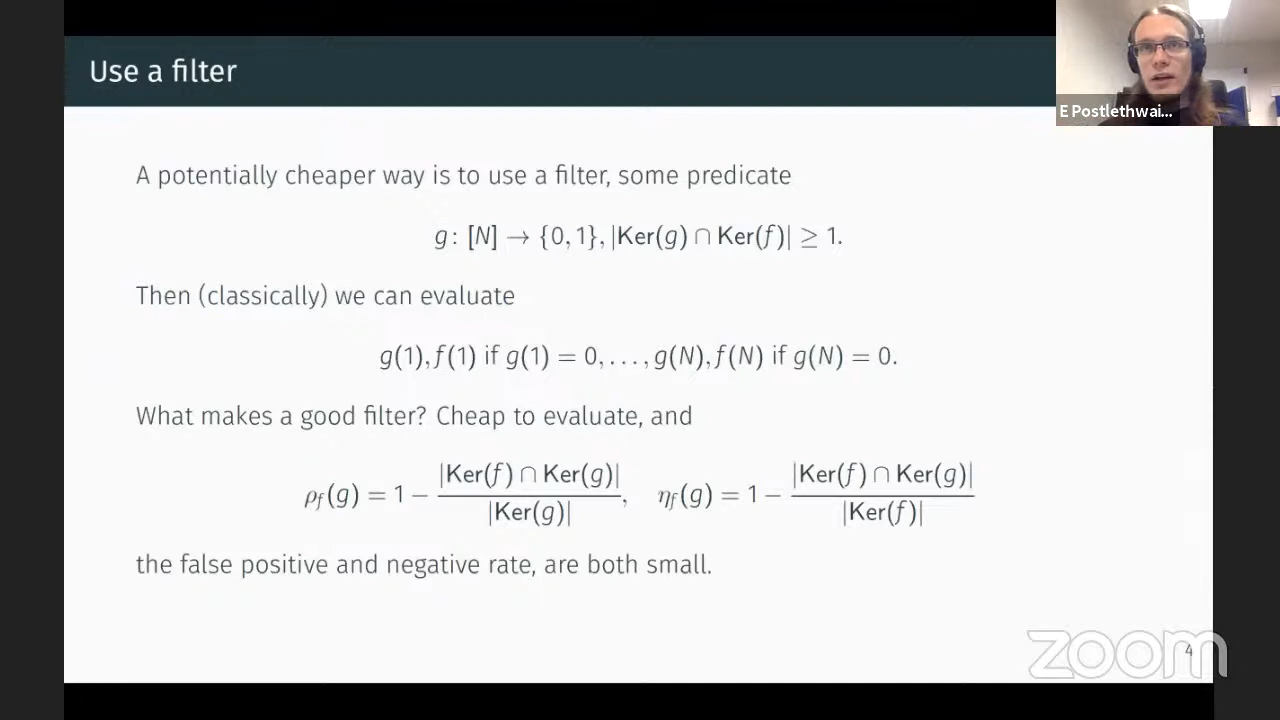 Use a filter
E Postlethwai...
A potentially cheaper way is to use a filter, some predicate
g: [N] → {0, 1}, |Ker(g) ∩ Ker(f)| ≥ 1.
Then (classically) we can evaluate
g(1), f(1) if g(1) = 0, . . . , g(N), f(N) if g(N) = 0.
What makes a good filter? Cheap to evaluate, and
ρf(g) = 1 − |Ker(f) ∩ Ker(g)| / |Ker(g)|, ηf(g) = 1 − |Ker(f) ∩ Ker(g)| / |Ker(f)|
the false positive and negative rate, are both small.
zoom
4